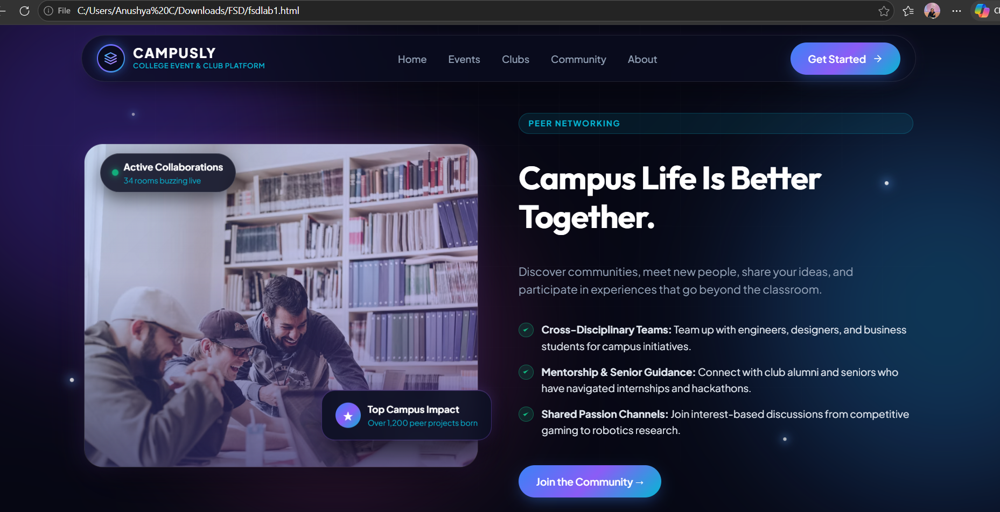 File C:/Users/Anushya%20C/Downloads/FSD/fsdlab1.html
CAMPUSLY
COLLEGE EVENT & CLUB PLATFORM
Home Events Clubs Community About
Get Started →
PEER NETWORKING
Active Collaborations
34 rooms buzzing live
Campus Life Is Better
Together.
Discover communities, meet new people, share your ideas, and
participate in experiences that go beyond the classroom.
Cross-Disciplinary Teams: Team up with engineers, designers, and business
students for campus initiatives.
Mentorship & Senior Guidance: Connect with club alumni and seniors who
have navigated internships and hackathons.
Shared Passion Channels: Join interest-based discussions from competitive
gaming to robotics research.
Top Campus Impact
Over 1,200 peer projects born
Join the Community →